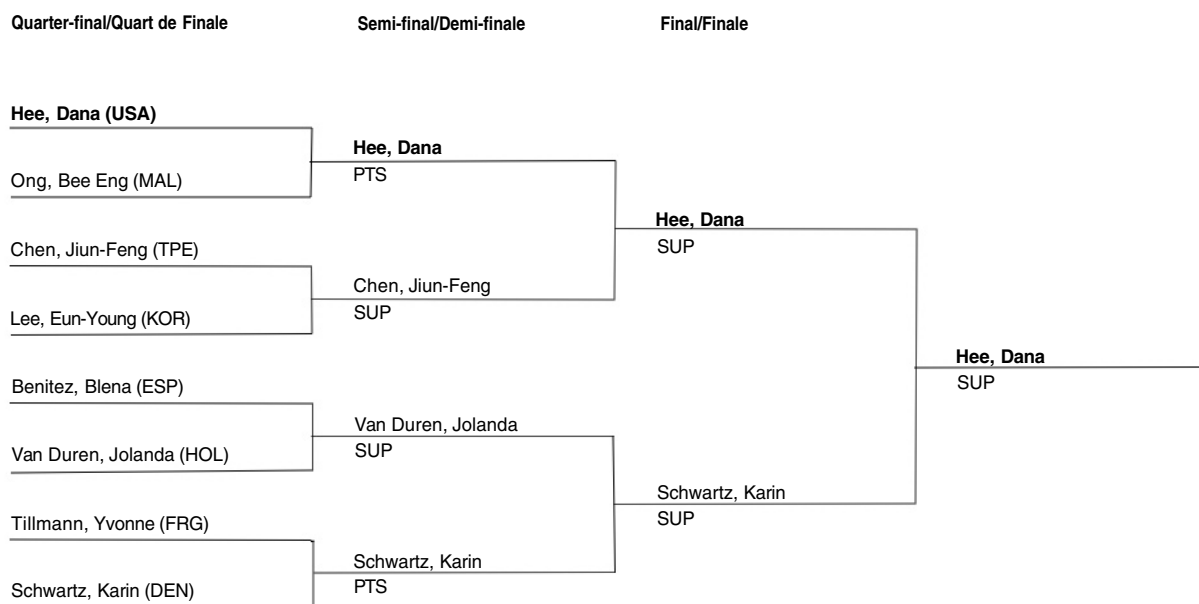 Quarter-final/Quart de Finale
Semi-final/Demi-finale
Final/Finale
Hee, Dana (USA)
Hee, Dana
PTS
Ong, Bee Eng (MAL)
Hee, Dana
SUP
Chen, Jiun-Feng (TPE)
Chen, Jiun-Feng
SUP
Lee, Eun-Young (KOR)
Hee, Dana
SUP
Benitez, Blena (ESP)
Van Duren, Jolanda
SUP
Van Duren, Jolanda (HOL)
Schwartz, Karin
SUP
Tillmann, Yvonne (FRG)
Schwartz, Karin
PTS
Schwartz, Karin (DEN)